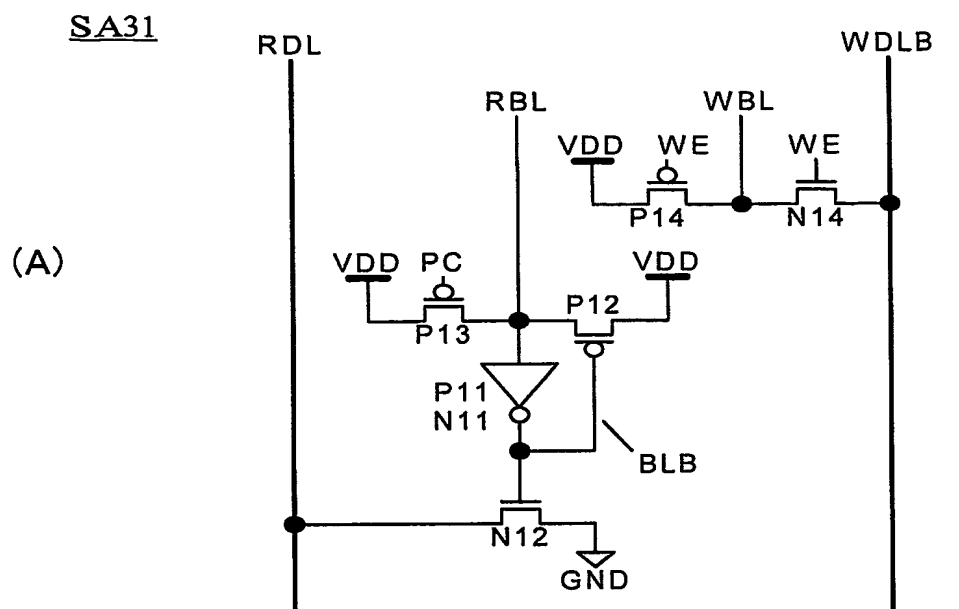 SA31
RDL
WDLB
RBL
WBL
VDD
WE
WE
P14
N14
(A)
VDD
PC
VDD
P12
P13
P11
N11
BLB
N12
GND